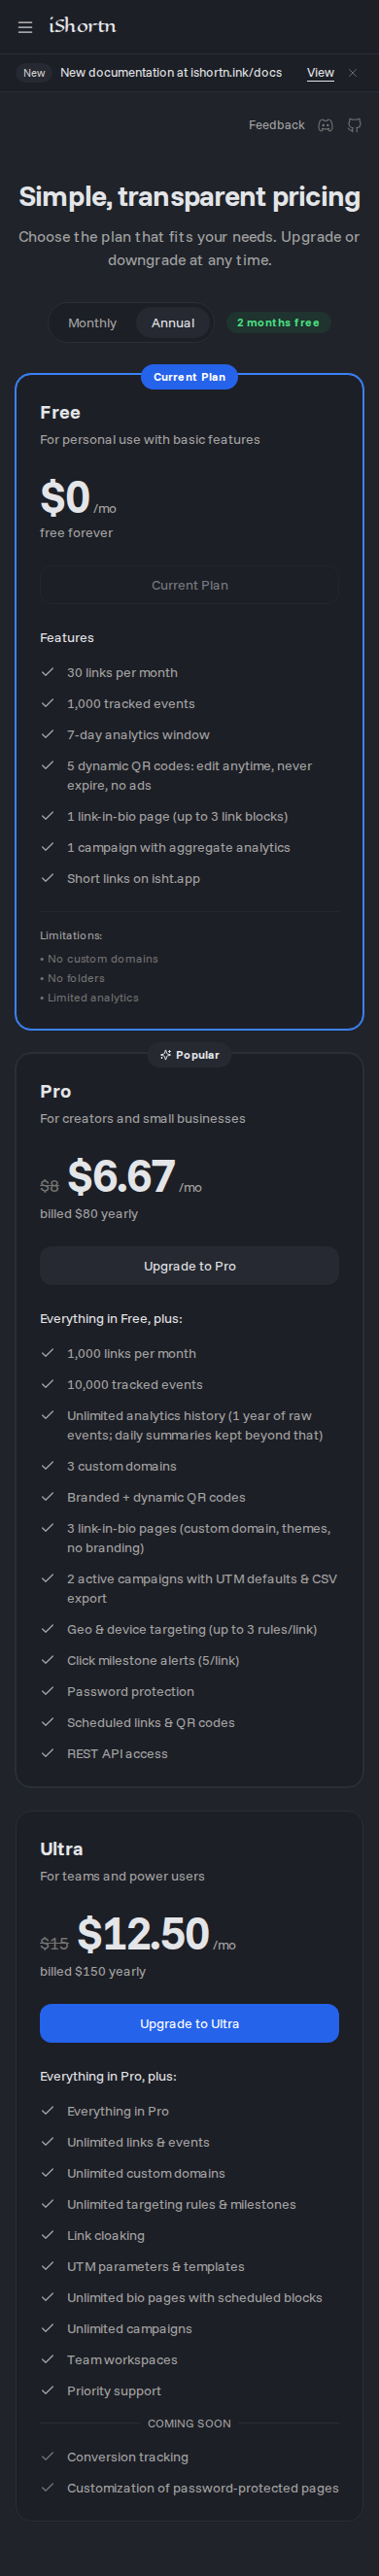 iShortn
New New documentation at ishortn.ink/docs View
Feedback
Simple, transparent pricing
Choose the plan that fits your needs. Upgrade or
downgrade at any time.
Monthly Annual 2 months free
Current Plan
Free
For personal use with basic features
$0 /mo
free forever
Current Plan
Features
30 links per month
1,000 tracked events
7-day analytics window
5 dynamic QR codes: edit anytime, never
expire, no ads
1 link-in-bio page (up to 3 link blocks)
1 campaign with aggregate analytics
Short links on isht.app
Limitations:
• No custom domains
• No folders
• Limited analytics
Popular
Pro
For creators and small businesses
$8 $6.67 /mo
billed $80 yearly
Upgrade to Pro
Everything in Free, plus:
1,000 links per month
10,000 tracked events
Unlimited analytics history (1 year of raw
events; daily summaries kept beyond that)
3 custom domains
Branded + dynamic QR codes
3 link-in-bio pages (custom domain, themes,
no branding)
2 active campaigns with UTM defaults & CSV
export
Geo & device targeting (up to 3 rules/link)
Click milestone alerts (5/link)
Password protection
Scheduled links & QR codes
REST API access
Ultra
For teams and power users
$15 $12.50 /mo
billed $150 yearly
Upgrade to Ultra
Everything in Pro, plus:
Everything in Pro
Unlimited links & events
Unlimited custom domains
Unlimited targeting rules & milestones
Link cloaking
UTM parameters & templates
Unlimited bio pages with scheduled blocks
Unlimited campaigns
Team workspaces
Priority support
COMING SOON
Conversion tracking
Customization of password-protected pages